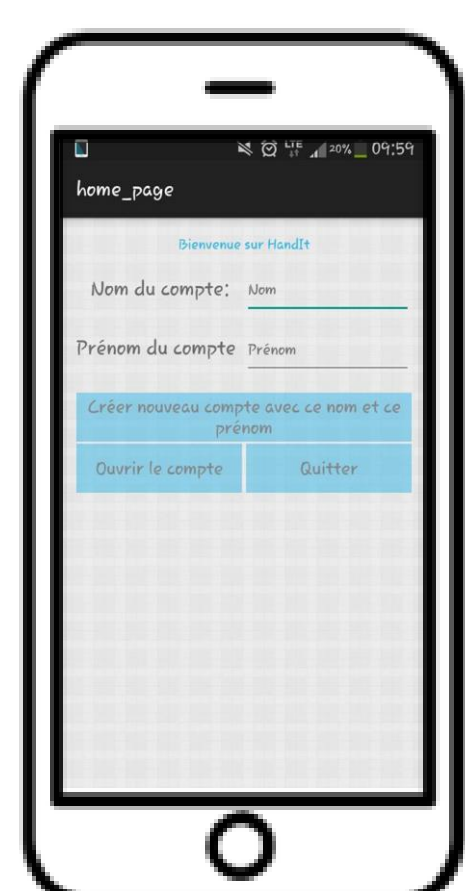 LTE 20% 09:59
home_page
Bienvenue sur HandIt
Nom du compte: Nom
Prénom du compte Prénom
Créer nouveau compte avec ce nom et ce
prénom
Ouvrir le compte Quitter